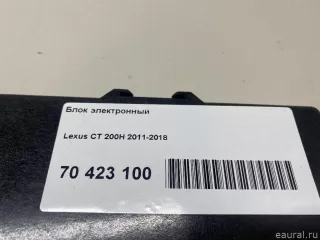 Блок электронный
Lexus CT 200H 2011-2018
70 423 100
eaural.ru